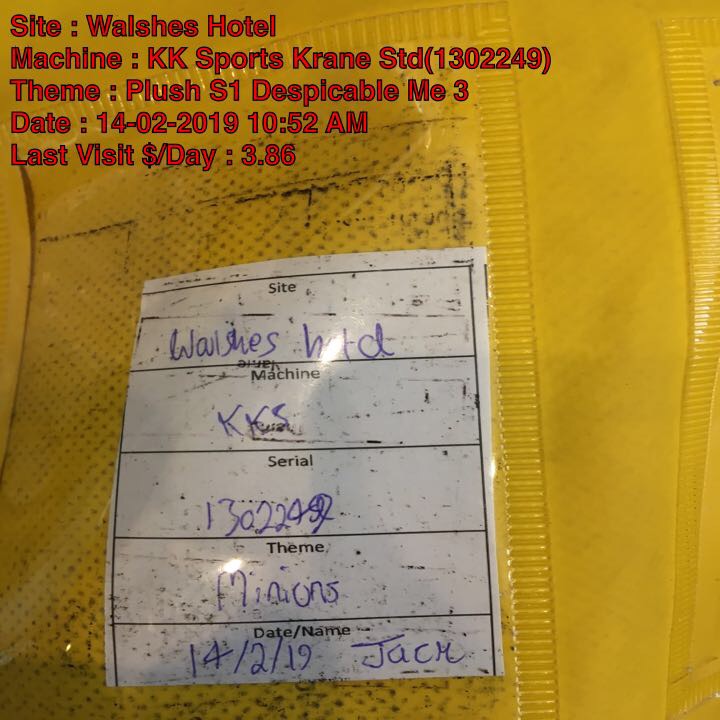 Site : Walshes Hotel
Machine : KK Sports Krane Std(1302249)
Theme : Plush S1 Despicable Me 3
Date : 14-02-2019 10:52 AM
Last Visit $/Day : 3.86
Site
Walshes hotel
Machine
KKS
Serial
Theme
Minions
Date/Name
14/2/19 Jack